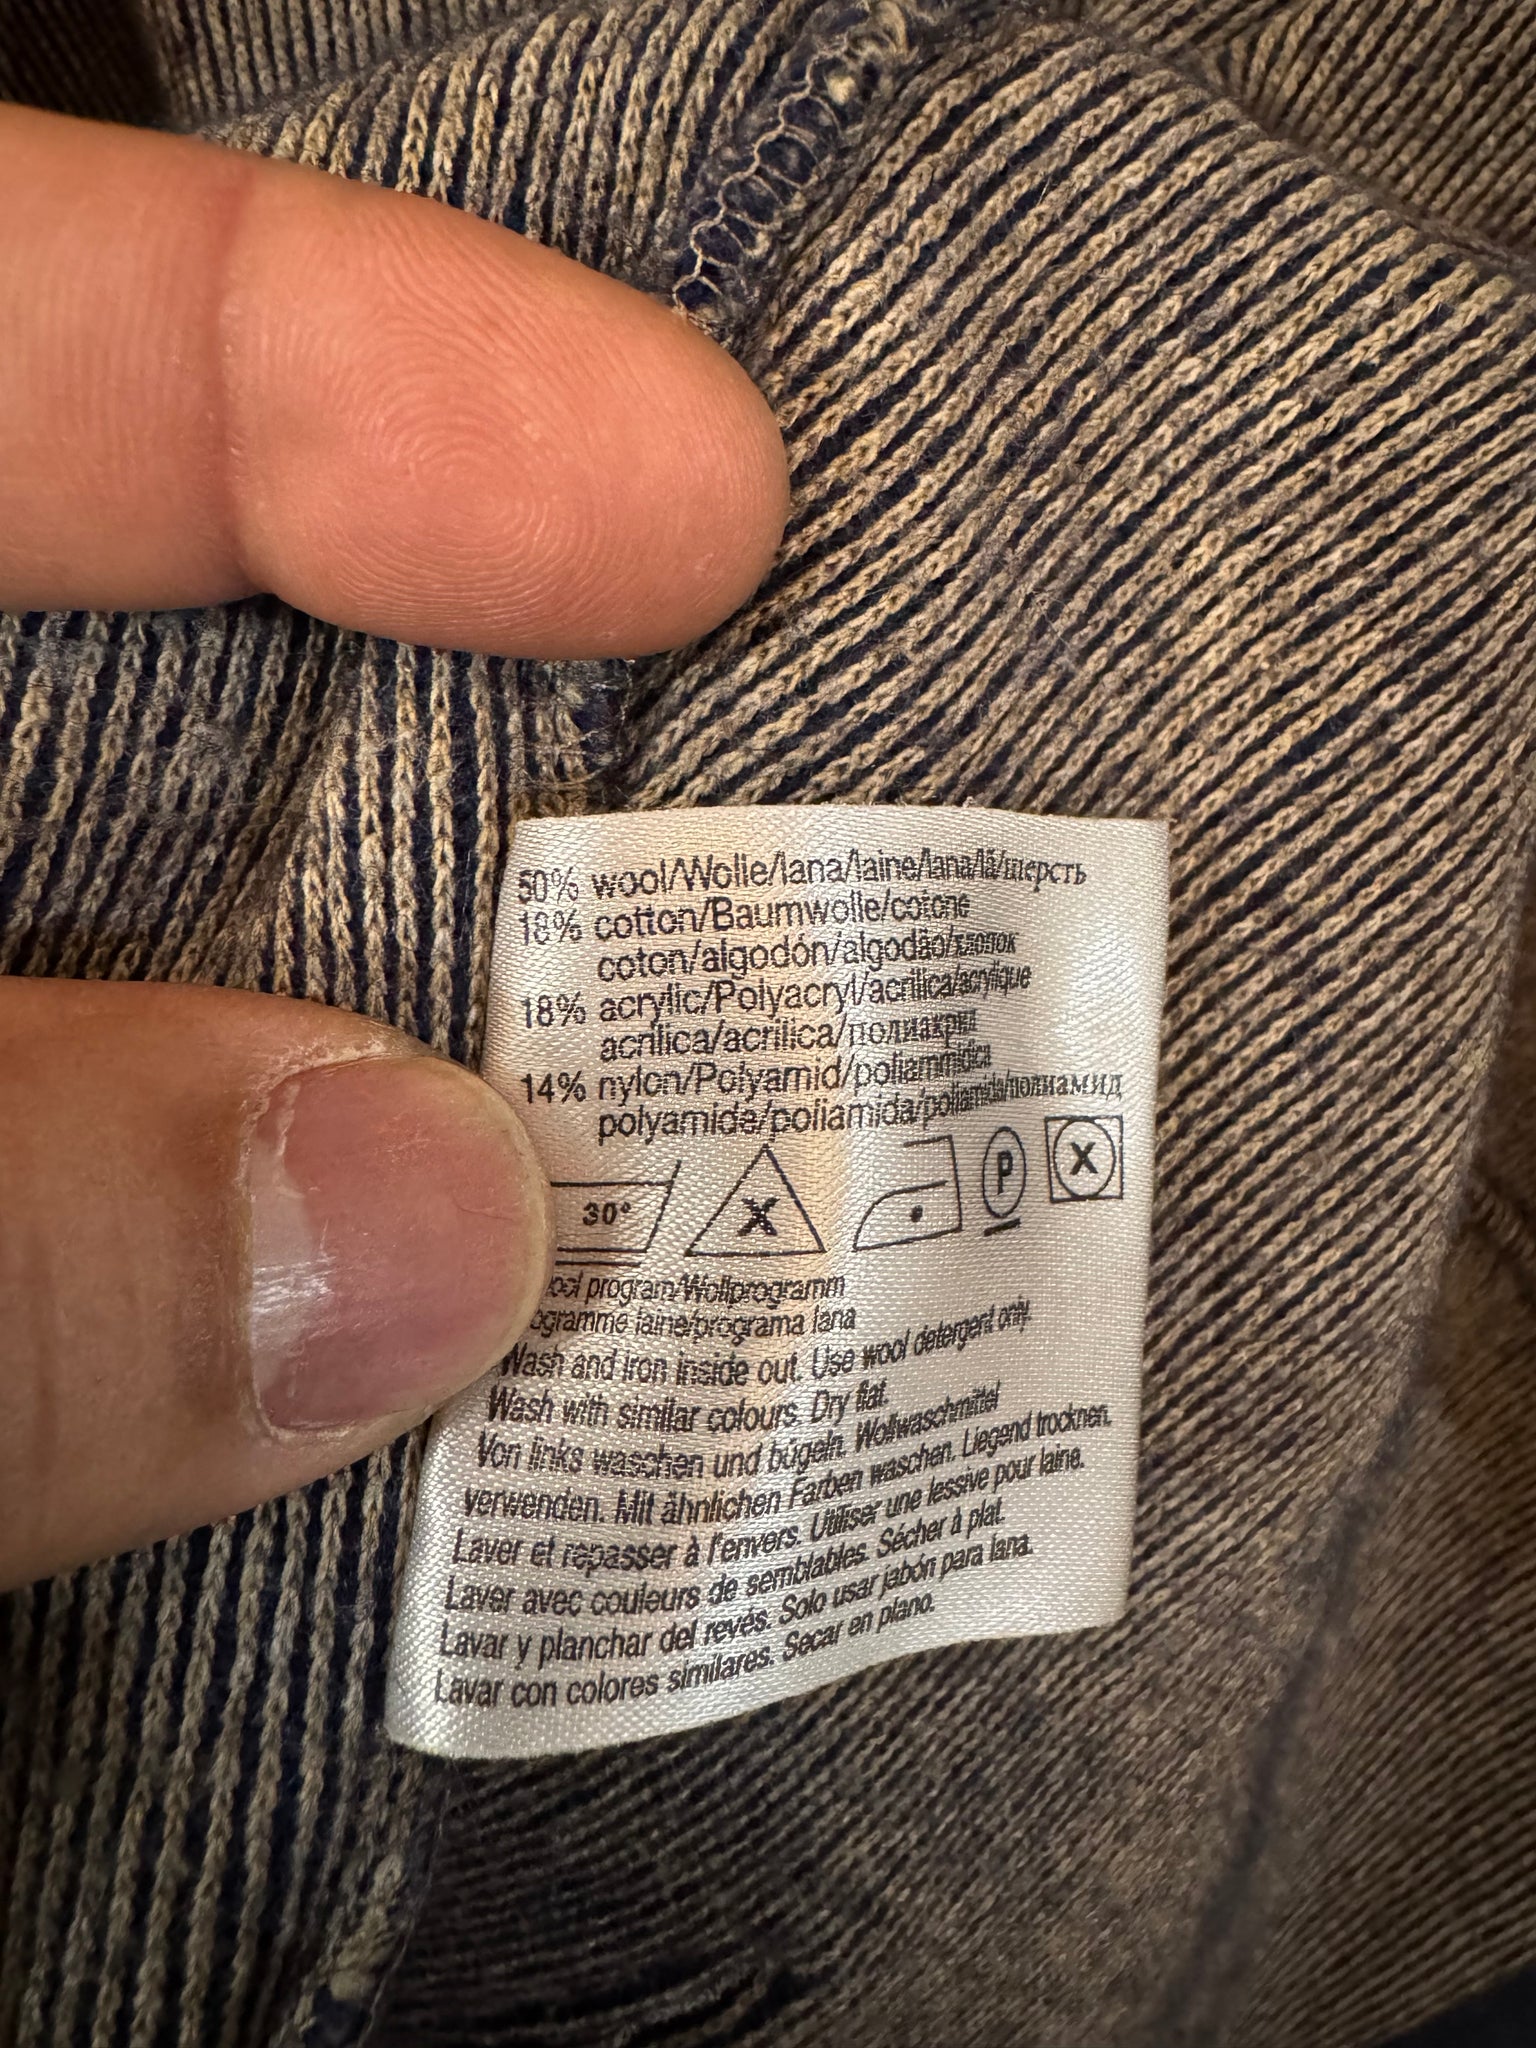 50% wool/Wolle/lana/laine/lana/lã/шерсть
18% cotton/Baumwolle/cotone
coton/algodón/algodão/хлопок
18% acrylic/Polyacryl/acrilica/acrylique
acrílica/acrílica/полиакрил
14% nylon/Polyamid/poliammidica
polyamide/poliamida/poliamida/полиамид
30° X P X
program/Wollprogramm
laine/programa lana
Wash and iron inside out. Use wool detergent only.
Wash with similar colours. Dry flat.
Von links waschen und bügeln. Wollwaschmittel
verwenden. Mit ähnlichen Farben waschen. Liegend trocknen.
Laver et repasser à l'envers. Utiliser une lessive pour laine.
Laver avec couleurs de semblables. Sécher à plat.
Lavar y planchar del revés. Solo usar jabón para lana.
Lavar con colores similares. Secar en plano.